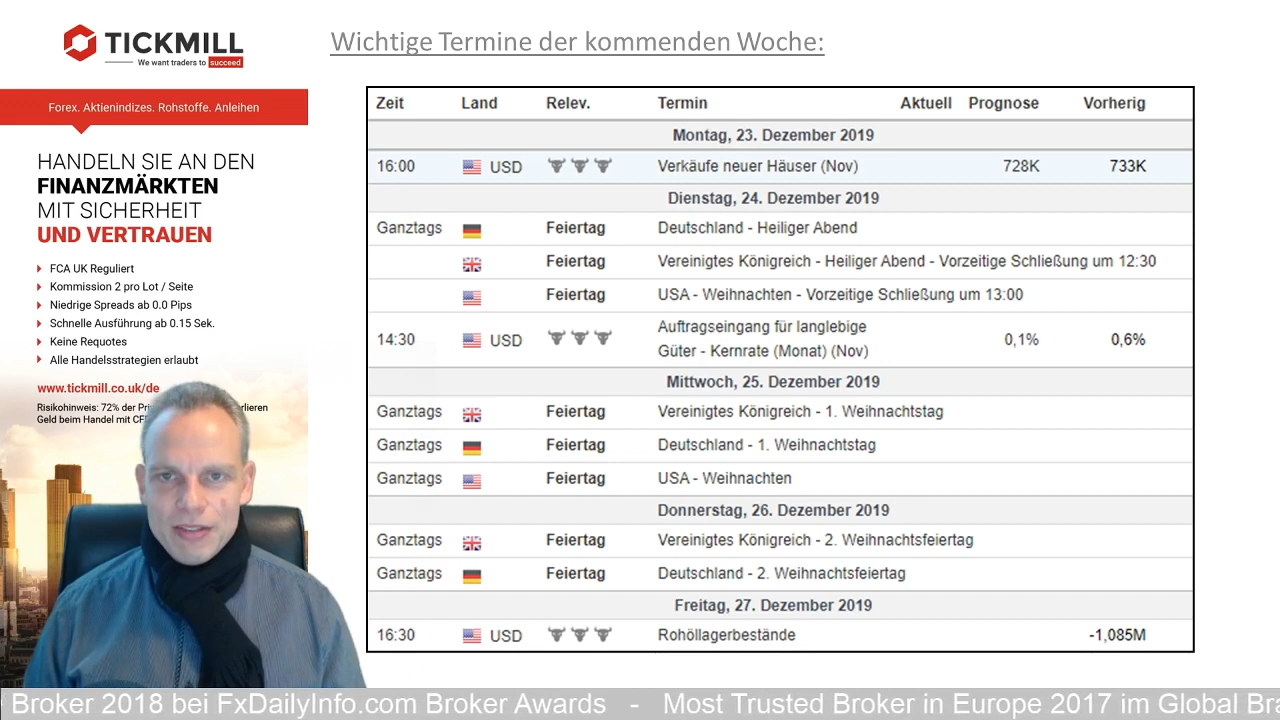 TICKMILL
We want traders to succeed
Wichtige Termine der kommenden Woche:
Forex. Aktienindizes. Rohstoffe. Anleihen
HANDELN SIE AN DEN
FINANZMÄRKTEN
MIT SICHERHEIT
UND VERTRAUEN
FCA UK Reguliert
Kommission 2 pro Lot / Seite
Niedrige Spreads ab 0.0 Pips
Schnelle Ausführung ab 0.15 Sek.
Keine Requotes
Alle Handelsstrategien erlaubt
www.tickmill.co.uk/de
Risikohinweis: 72% der
Geld beim Handel mit
Zeit Land Relev. Termin Aktuell Prognose Vorherig
Montag, 23. Dezember 2019
16:00 USD Verkäufe neuer Häuser (Nov) 728K 733K
Dienstag, 24. Dezember 2019
Ganztags Feiertag Deutschland - Heiliger Abend
Feiertag Vereinigtes Königreich - Heiliger Abend - Vorzeitige Schließung um 12:30
Feiertag USA - Weihnachten - Vorzeitige Schließung um 13:00
14:30 USD Auftragseingang für langlebige
Güter - Kernrate (Monat) (Nov) 0,1% 0,6%
Mittwoch, 25. Dezember 2019
Ganztags Feiertag Vereinigtes Königreich - 1. Weihnachtstag
Ganztags Feiertag Deutschland - 1. Weihnachtstag
Ganztags Feiertag USA - Weihnachten
Donnerstag, 26. Dezember 2019
Ganztags Feiertag Vereinigtes Königreich - 2. Weihnachtsfeiertag
Ganztags Feiertag Deutschland - 2. Weihnachtsfeiertag
Freitag, 27. Dezember 2019
16:30 USD Rohöllagerbestände -1,085M
Broker 2018 bei FxDailyInfo.com Broker Awards - Most Trusted Broker in Europe 2017 im Global